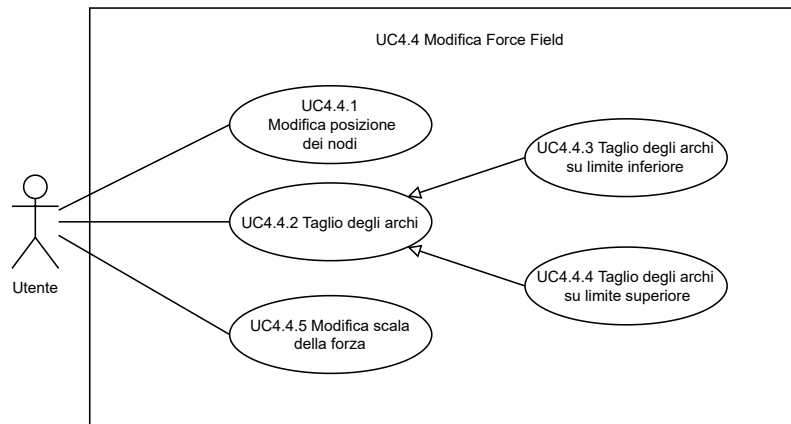 UC4.4 Modifica Force Field
UC4.4.1
Modifica posizione
dei nodi
UC4.4.3 Taglio degli archi
su limite inferiore
UC4.4.2 Taglio degli archi
UC4.4.4 Taglio degli archi
su limite superiore
Utente
UC4.4.5 Modifica scala
della forza